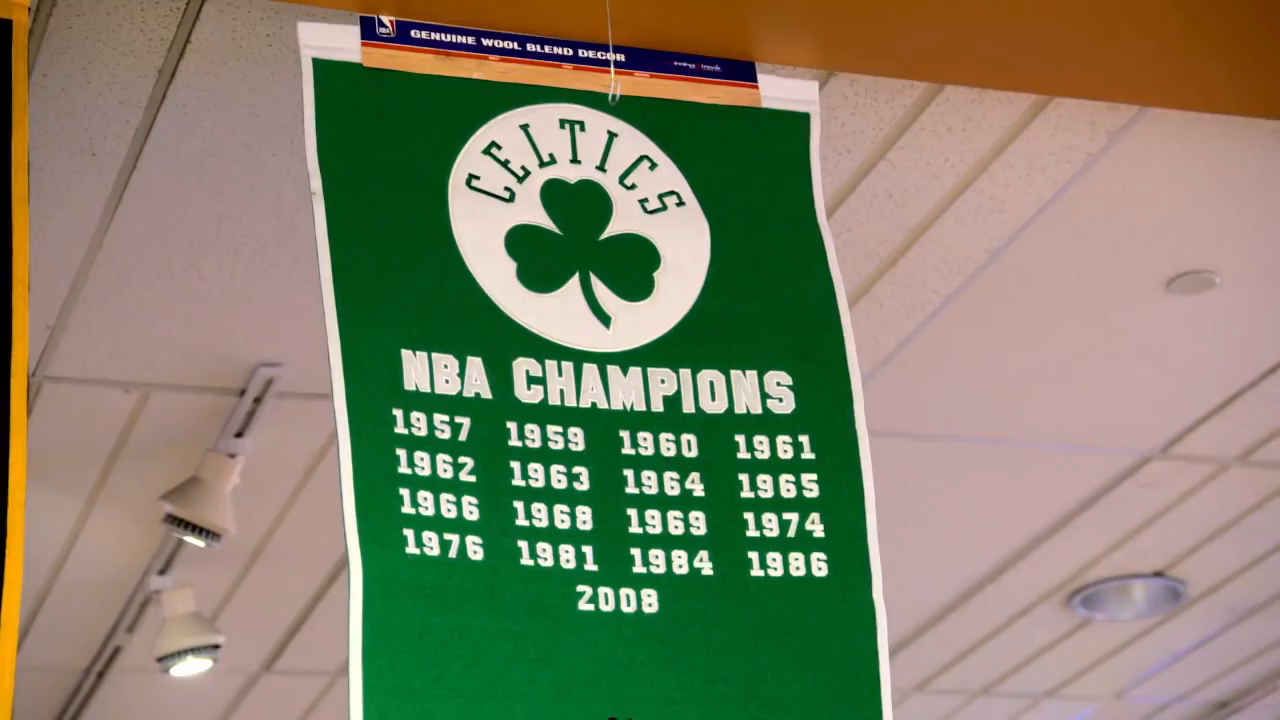 NBA
GENUINE WOOL BLEND DECOR
CELTICS
NBA CHAMPIONS
1957 1959 1960 1961
1962 1963 1964 1965
1966 1968 1969 1974
1976 1981 1984 1986
2008